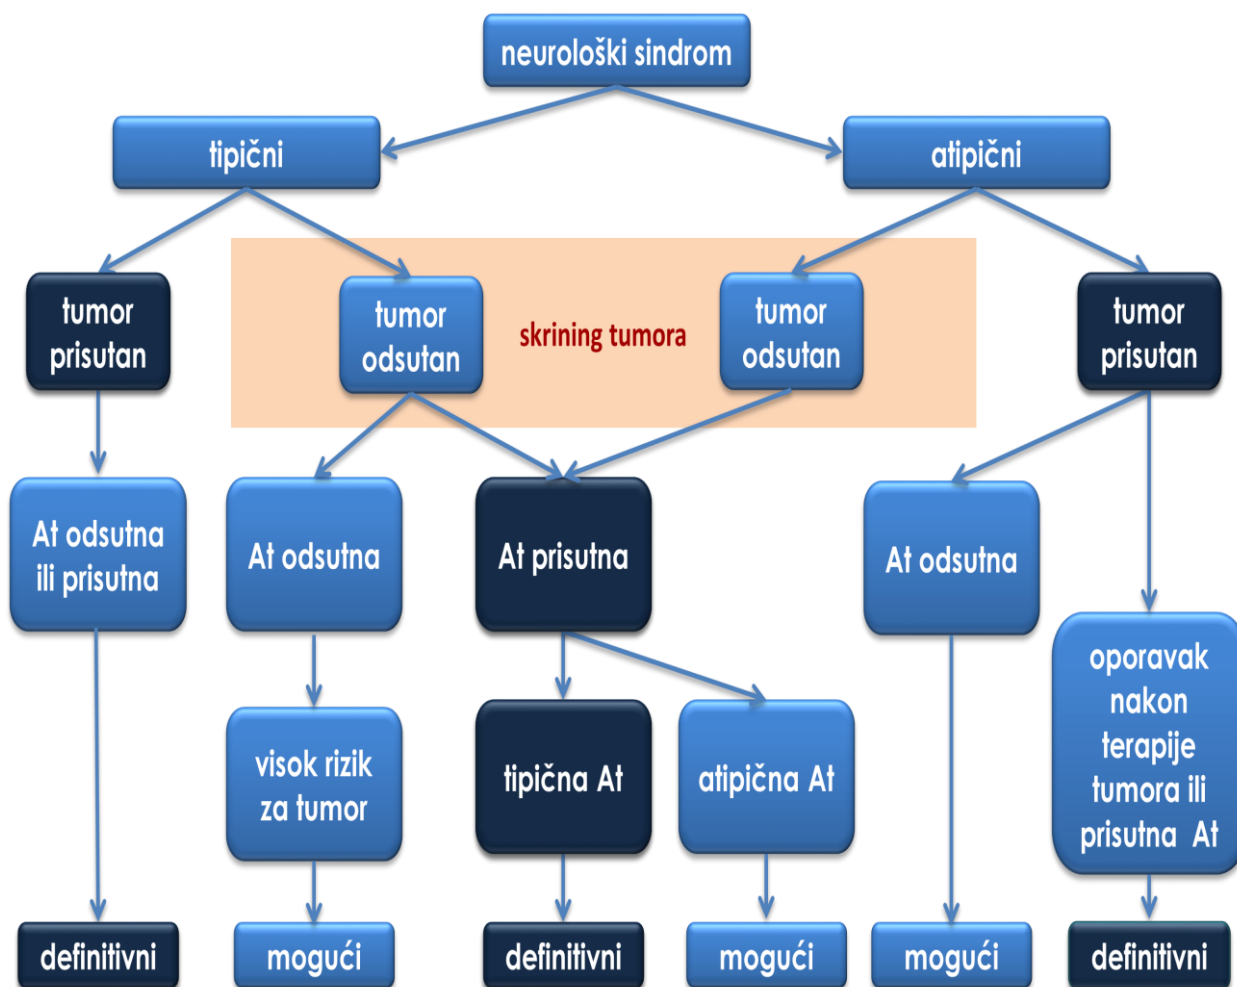 neurološki sindrom
tipični
atipični
tumor
prisutan
tumor
odsutan
skrining tumora
tumor
odsutan
tumor
prisutan
At odsutna
ili prisutna
At odsutna
At prisutna
At odsutna
oporavak
nakon
terapije
tumora ili
prisutna At
visok rizik
za tumor
tipična At
atipična At
definitivni
mogući
definitivni
mogući
mogući
definitivni